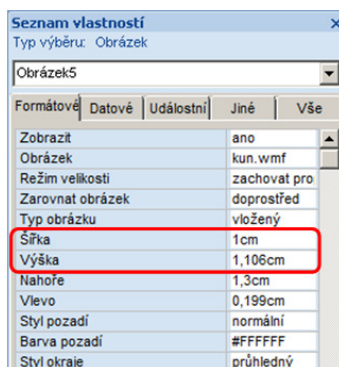 Seznam vlastností ×
Typ výběru: Obrázek
Obrázek5
Formátové Datové Událostní Jiné Vše
Zobrazit ano
Obrázek kun.wmf
Režim velikosti zachovat pro
Zarovnat obrázek doprostřed
Typ obrázku vložený
Šířka 1cm
Výška 1,106cm
Nahoře 1,3cm
Vlevo 0,199cm
Styl pozadí normální
Barva pozadí #FFFFFF
Styl okraje průhledný